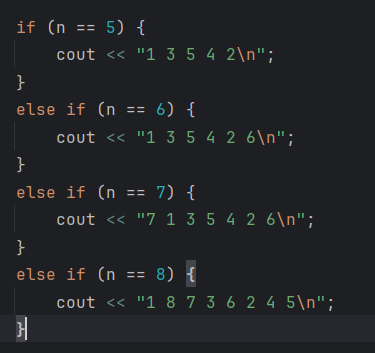 if (n == 5) {
    cout << "1 3 5 4 2\n";
}
else if (n == 6) {
    cout << "1 3 5 4 2 6\n";
}
else if (n == 7) {
    cout << "7 1 3 5 4 2 6\n";
}
else if (n == 8) {
    cout << "1 8 7 3 6 2 4 5\n";
}